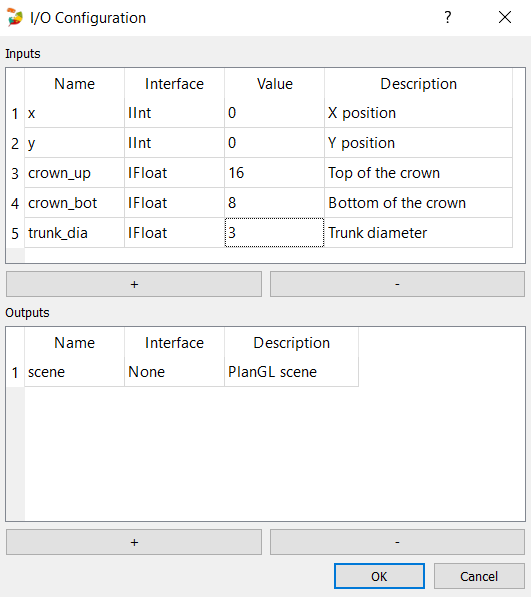 I/O Configuration ?
Inputs
Name Interface Value Description
1 x IInt 0 X position
2 y IInt 0 Y position
3 crown_up IFloat 16 Top of the crown
4 crown_bot IFloat 8 Bottom of the crown
5 trunk_dia IFloat 3 Trunk diameter
+ -
Outputs
Name Interface Description
1 scene None PlanGL scene
+ -
OK Cancel